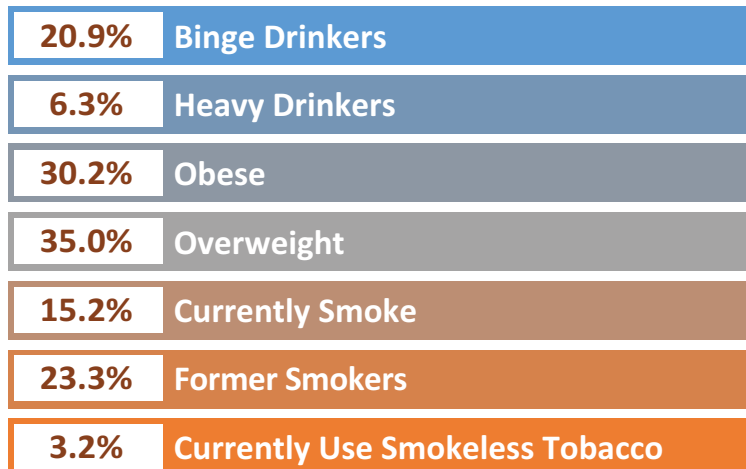 20.9% Binge Drinkers
6.3% Heavy Drinkers
30.2% Obese
35.0% Overweight
15.2% Currently Smoke
23.3% Former Smokers
3.2% Currently Use Smokeless Tobacco